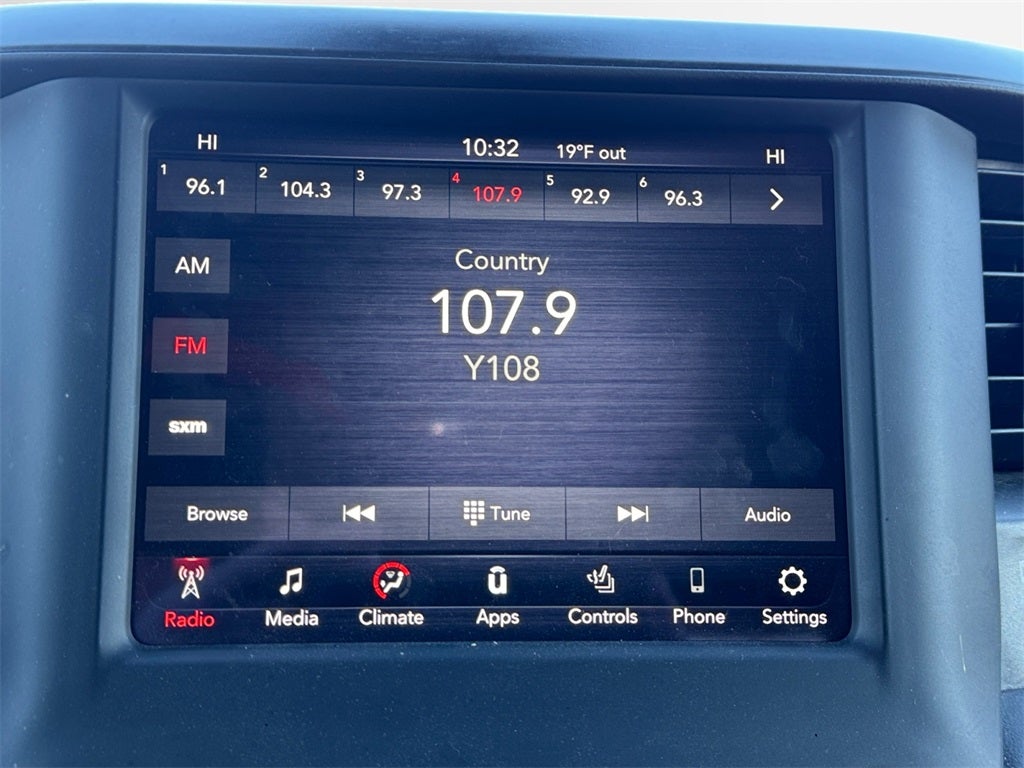 HI 10:32 19°F out HI
1 96.1 2 104.3 3 97.3 4 107.9 5 92.9 6 96.3
Country
AM
107.9
FM
Y108
sxm
Browse Tune Audio
Radio Media Climate Apps Controls Phone Settings